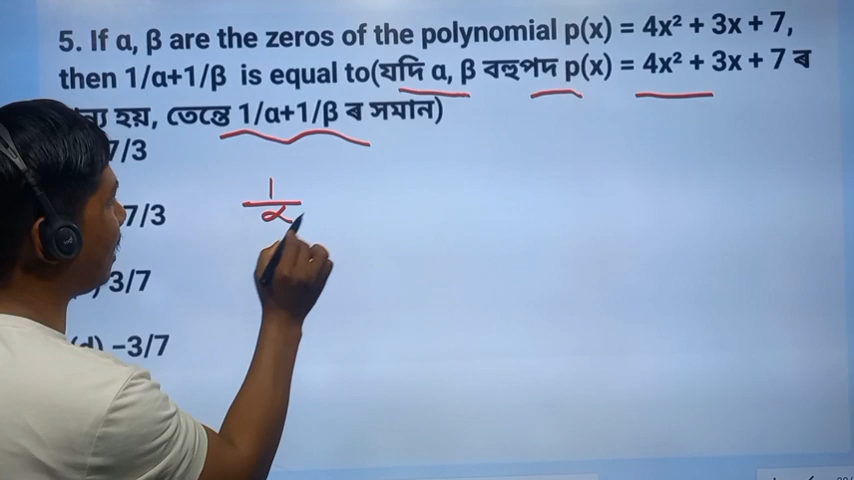 5. If α, β are the zeros of the polynomial p(x) = 4x² + 3x + 7,
then 1/α+1/β is equal to(যদি α, β বহুপদ p(x) = 4x² + 3x + 7 ৰ
হয়, তেন্তে 1/α+1/β ৰ সমান)
7/3
7/3
3/7
(d) −3/7
1
α